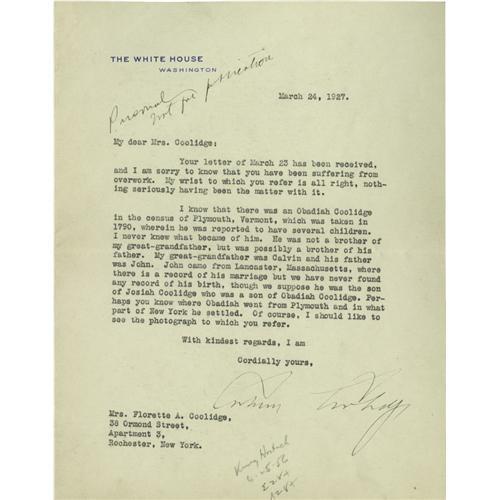 THE WHITE HOUSE
WASHINGTON
Personal
not for publication
March 24, 1927.
My dear Mrs. Coolidge:
Your letter of March 23 has been received,
and I am sorry to know that you have been suffering from
overwork. My wrist to which you refer is all right, noth-
ing seriously having been the matter with it.
I know that there was an Obadiah Coolidge
in the census of Plymouth, Vermont, which was taken in
1790, wherein he was reported to have several children.
I never knew what became of him. He was not a brother of
my great-grandfather, but was possibly a brother of his
father. My great-grandfather was Calvin and his father
was John. John came from Lancaster, Massachusetts, where
there is a record of his marriage but we have never found
any record of his birth, though we suppose he was the son
of Josiah Coolidge who was a son of Obadiah Coolidge. Per-
haps you know where Obadiah went from Plymouth and in what
part of New York he settled. Of course, I should like to
see the photograph to which you refer.
With kindest regards, I am
Cordially yours,
Calvin Coolidge
Mrs. Florette A. Coolidge,
38 Ormond Street,
Apartment 3,
Rochester, New York.